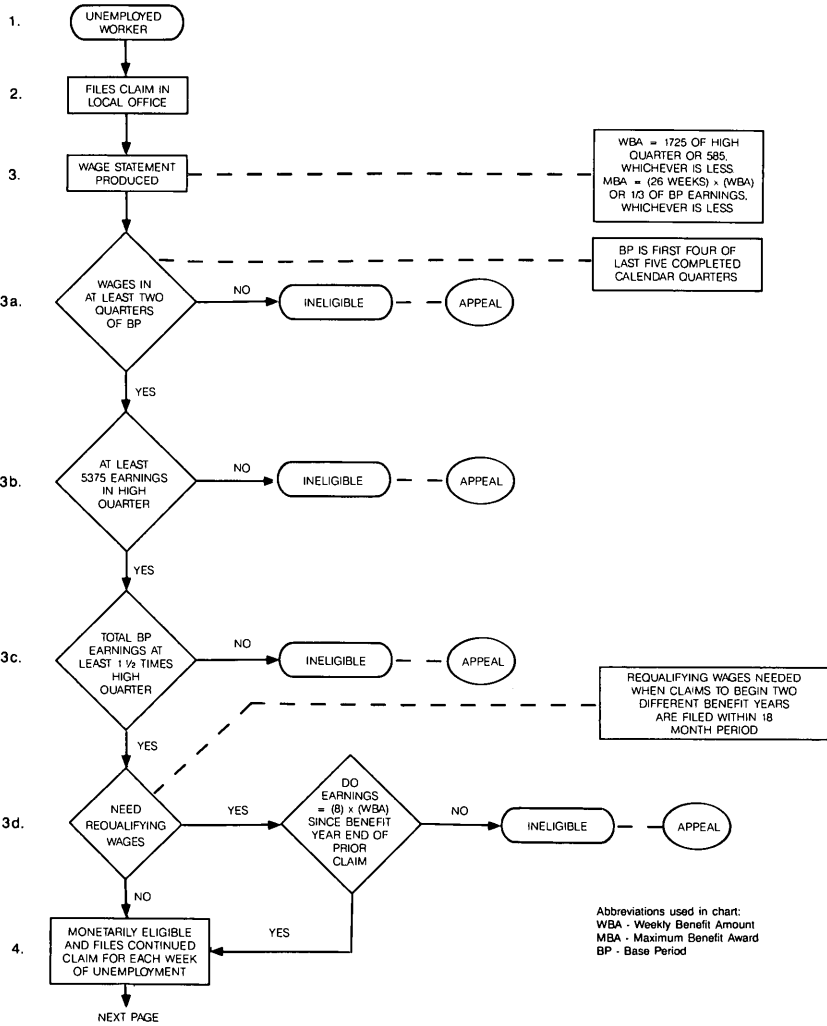 1.
UNEMPLOYED
WORKER
2.
FILES CLAIM IN
LOCAL OFFICE
3.
WAGE STATEMENT
PRODUCED
WBA = 1725 OF HIGH
QUARTER OR 585,
WHICHEVER IS LESS.
MBA = (26 WEEKS) × (WBA)
OR 1/3 OF BP EARNINGS,
WHICHEVER IS LESS
BP IS FIRST FOUR OF
LAST FIVE COMPLETED
CALENDAR QUARTERS
3a.
WAGES IN
AT LEAST TWO
QUARTERS
OF BP
NO
INELIGIBLE
APPEAL
YES
3b.
AT LEAST
5375 EARNINGS
IN HIGH
QUARTER
NO
INELIGIBLE
APPEAL
YES
3c.
TOTAL BP
EARNINGS AT
LEAST 1 ½ TIMES
HIGH
QUARTER
NO
INELIGIBLE
APPEAL
REQUALIFYING WAGES NEEDED
WHEN CLAIMS TO BEGIN TWO
DIFFERENT BENEFIT YEARS
ARE FILED WITHIN 18
MONTH PERIOD
YES
3d.
NEED
REQUALIFYING
WAGES
YES
DO
EARNINGS
= (8) × (WBA)
SINCE BENEFIT
YEAR END OF
PRIOR
CLAIM
NO
INELIGIBLE
APPEAL
NO
YES
4.
MONETARILY ELIGIBLE
AND FILES CONTINUED
CLAIM FOR EACH WEEK
OF UNEMPLOYMENT
NEXT PAGE
Abbreviations used in chart:
WBA - Weekly Benefit Amount
MBA - Maximum Benefit Award
BP - Base Period